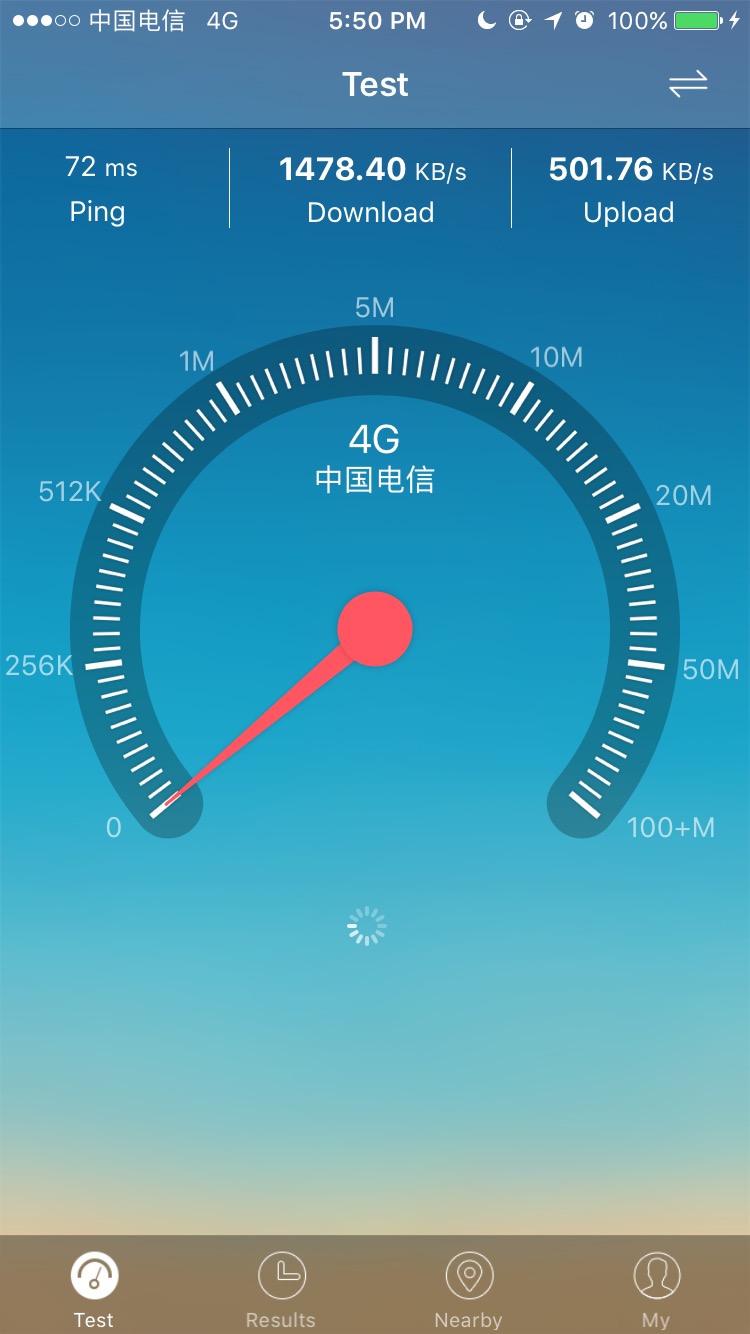 中国电信 4G 5:50 PM 100%
Test
72 ms 1478.40 KB/s 501.76 KB/s
Ping Download Upload
5M
1M 10M
4G
中国电信
512K 20M
256K 50M
0 100+M
Test Results Nearby My